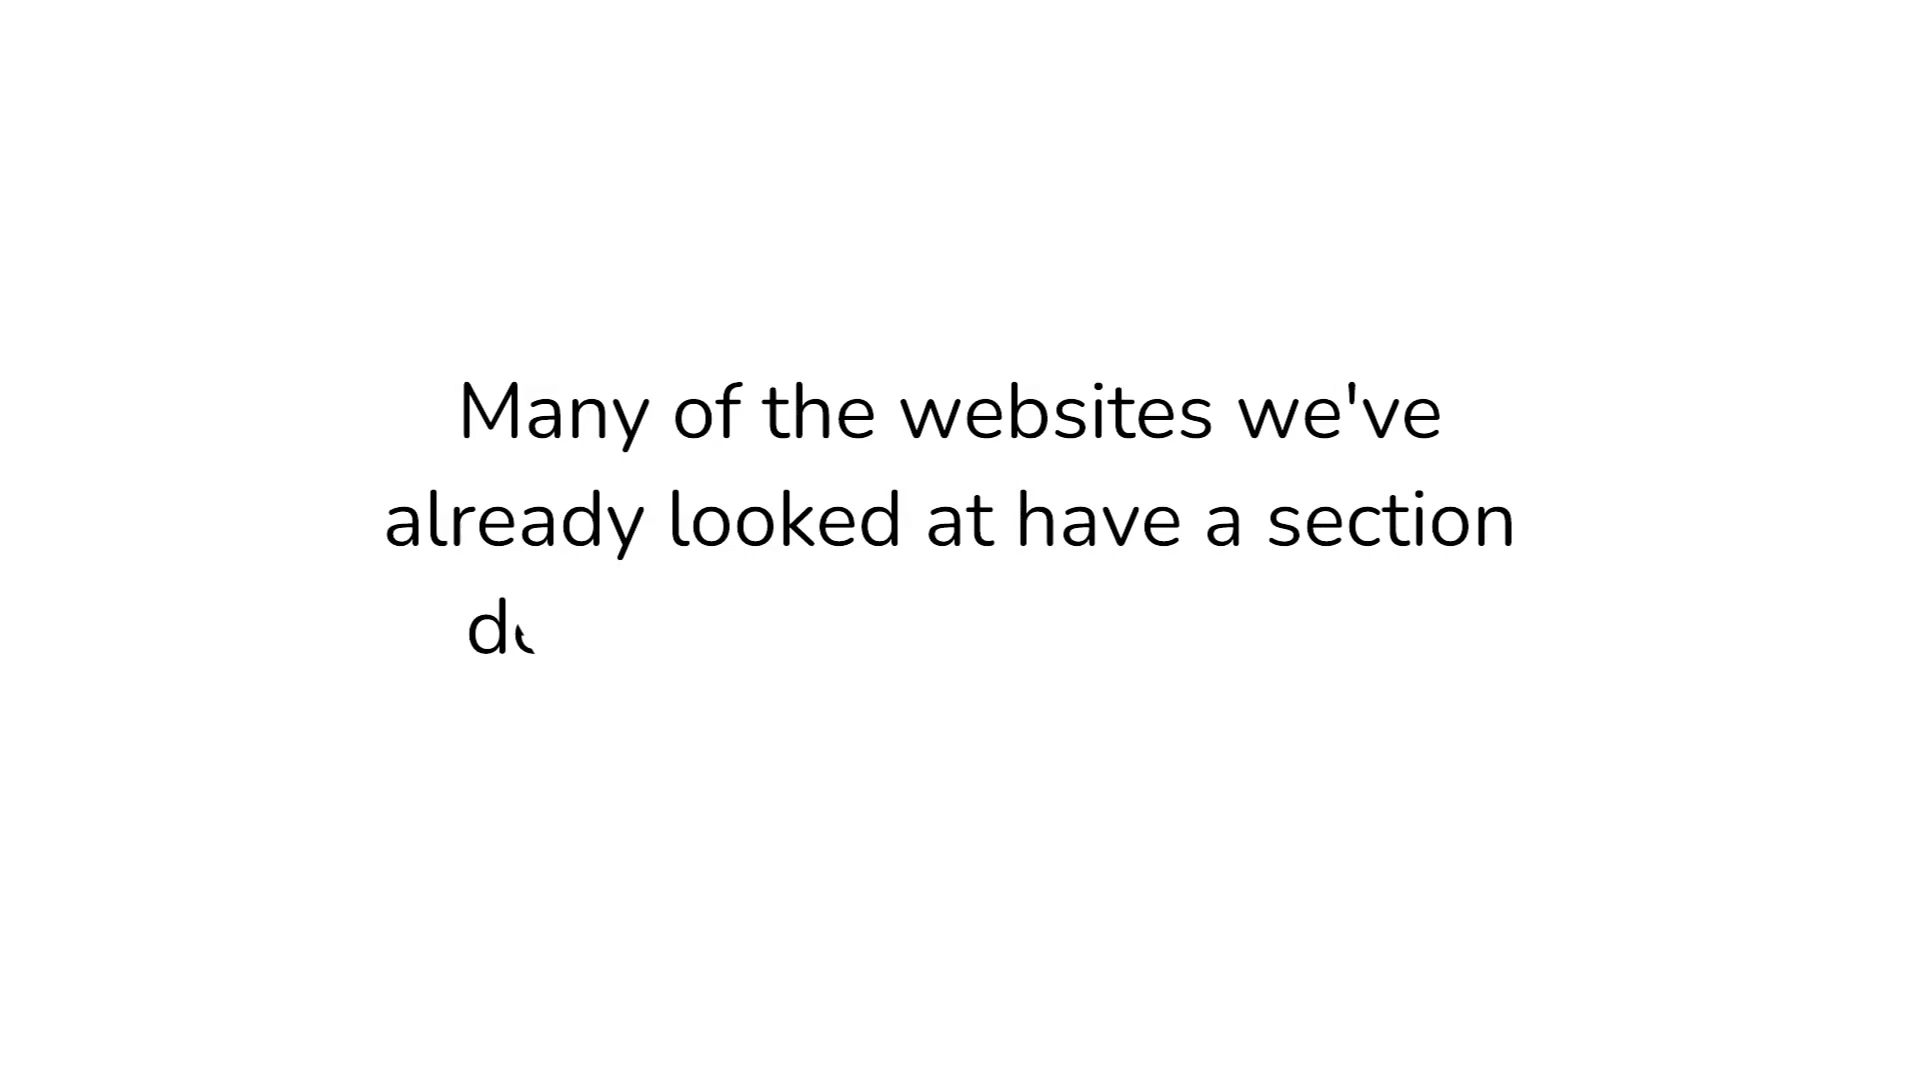 Many of the websites we've
already looked at have a section